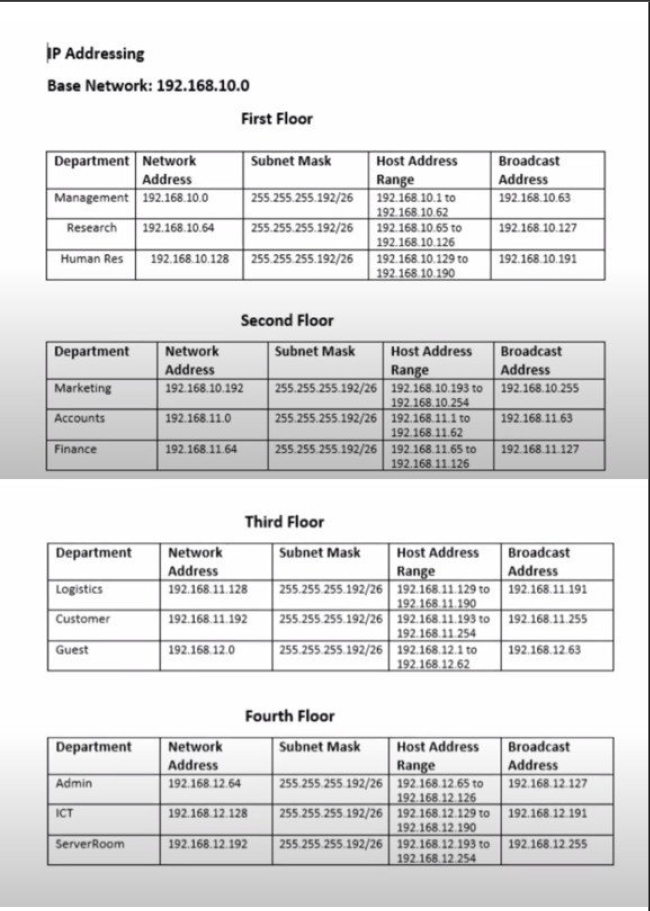 IP Addressing
Base Network: 192.168.10.0
First Floor
Department Network Address Subnet Mask Host Address Range Broadcast Address
Management 192.168.10.0 255.255.255.192/26 192.168.10.1 to 192.168.10.62 192.168.10.63
Research 192.168.10.64 255.255.255.192/26 192.168.10.65 to 192.168.10.126 192.168.10.127
Human Res 192.168.10.128 255.255.255.192/26 192.168.10.129 to 192.168.10.190 192.168.10.191
Second Floor
Department Network Address Subnet Mask Host Address Range Broadcast Address
Marketing 192.168.10.192 255.255.255.192/26 192.168.10.193 to 192.168.10.254 192.168.10.255
Accounts 192.168.11.0 255.255.255.192/26 192.168.11.1 to 192.168.11.62 192.168.11.63
Finance 192.168.11.64 255.255.255.192/26 192.168.11.65 to 192.168.11.126 192.168.11.127
Third Floor
Department Network Address Subnet Mask Host Address Range Broadcast Address
Logistics 192.168.11.128 255.255.255.192/26 192.168.11.129 to 192.168.11.190 192.168.11.191
Customer 192.168.11.192 255.255.255.192/26 192.168.11.193 to 192.168.11.254 192.168.11.255
Guest 192.168.12.0 255.255.255.192/26 192.168.12.1 to 192.168.12.62 192.168.12.63
Fourth Floor
Department Network Address Subnet Mask Host Address Range Broadcast Address
Admin 192.168.12.64 255.255.255.192/26 192.168.12.65 to 192.168.12.126 192.168.12.127
ICT 192.168.12.128 255.255.255.192/26 192.168.12.129 to 192.168.12.190 192.168.12.191
ServerRoom 192.168.12.192 255.255.255.192/26 192.168.12.193 to 192.168.12.254 192.168.12.255